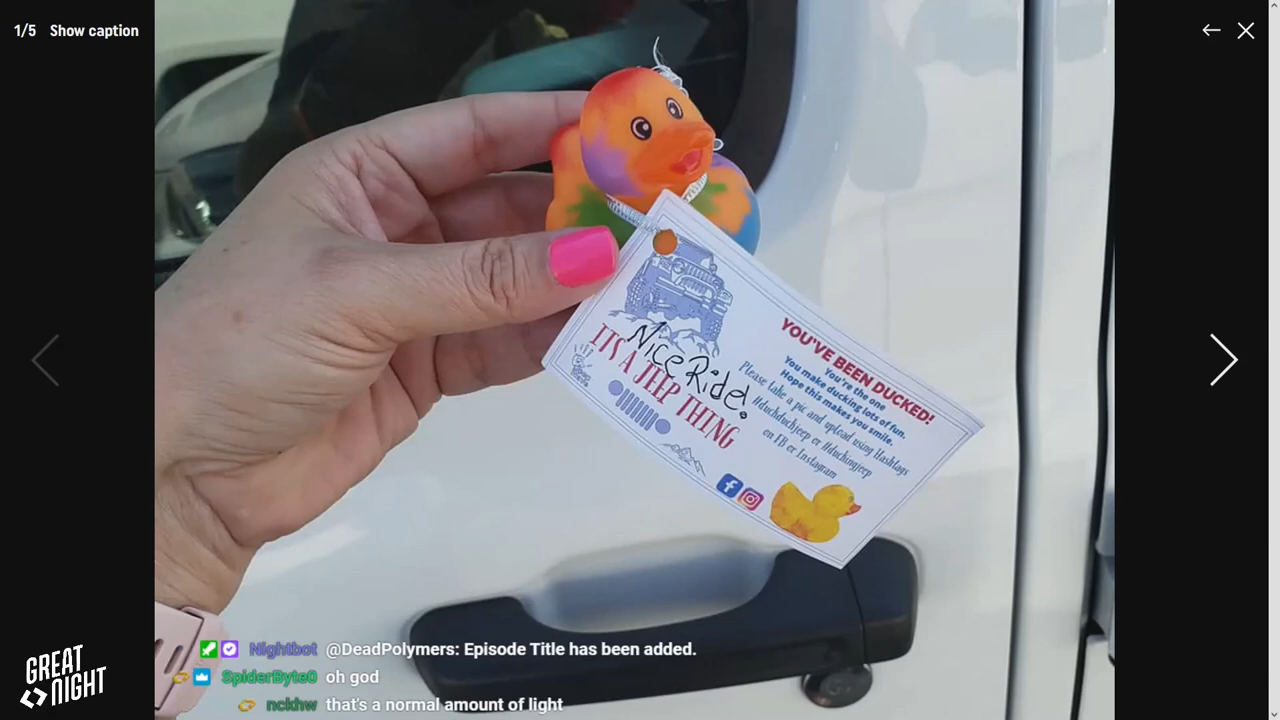 1/5 Show caption
Nice Ride!
ITS A JEEP THING
YOU'VE BEEN DUCKED!
You're the one
You make ducking lots of fun.
Hope this makes you smile.
Please take a pic and upload using Hashtags
#duckduckjeep or #duckingjeep
on FB or Instagram
GREAT
NIGHT
Nightbot @DeadPolymers: Episode Title has been added.
SpiderByte0 oh god
nckhw that's a normal amount of light